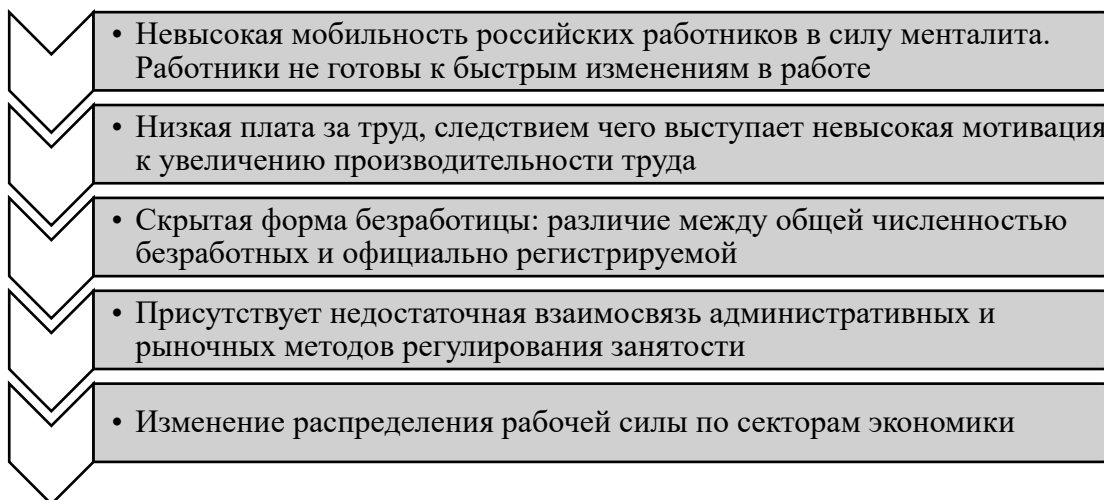 • Невысокая мобильность российских работников в силу менталита.
Работники не готовы к быстрым изменениям в работе
• Низкая плата за труд, следствием чего выступает невысокая мотивация
к увеличению производительности труда
• Скрытая форма безработицы: различие между общей численностью
безработных и официально регистрируемой
• Присутствует недостаточная взаимосвязь административных и
рыночных методов регулирования занятости
• Изменение распределения рабочей силы по секторам экономики